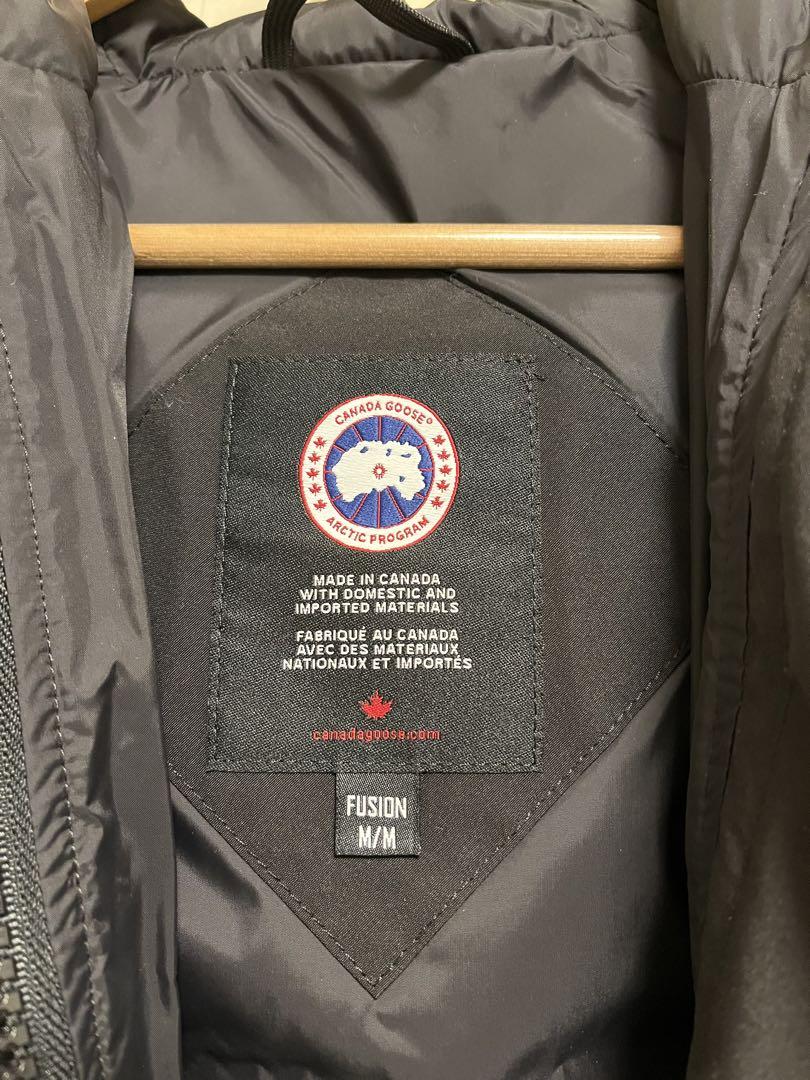 CANADA GOOSE®
ARCTIC PROGRAM
MADE IN CANADA
WITH DOMESTIC AND
IMPORTED MATERIALS
FABRIQUÉ AU CANADA
AVEC DES MATERIAUX
NATIONAUX ET IMPORTÉS
canadagoose.com
FUSION
M/M